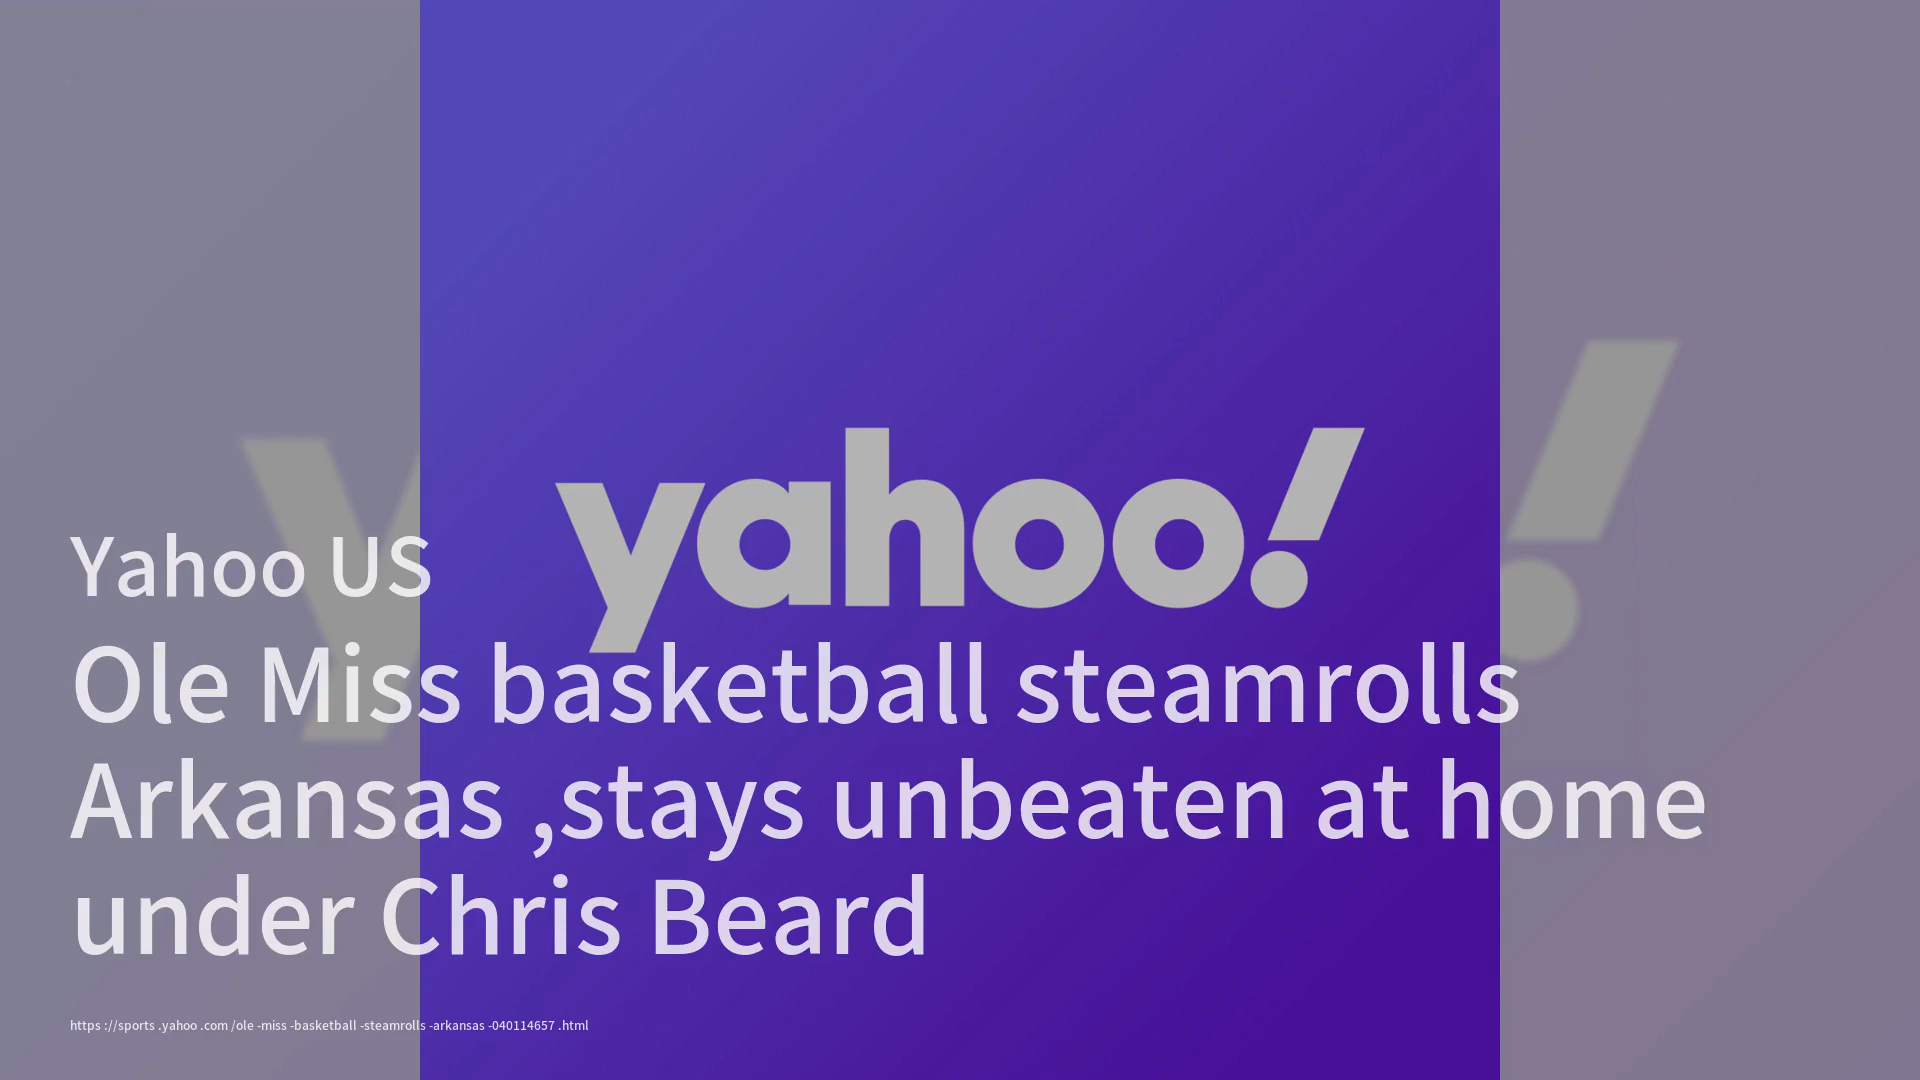 yahoo!
Yahoo US
Ole Miss basketball steamrolls
Arkansas ,stays unbeaten at home
under Chris Beard
https ://sports .yahoo .com /ole -miss -basketball -steamrolls -arkansas -040114657 .html